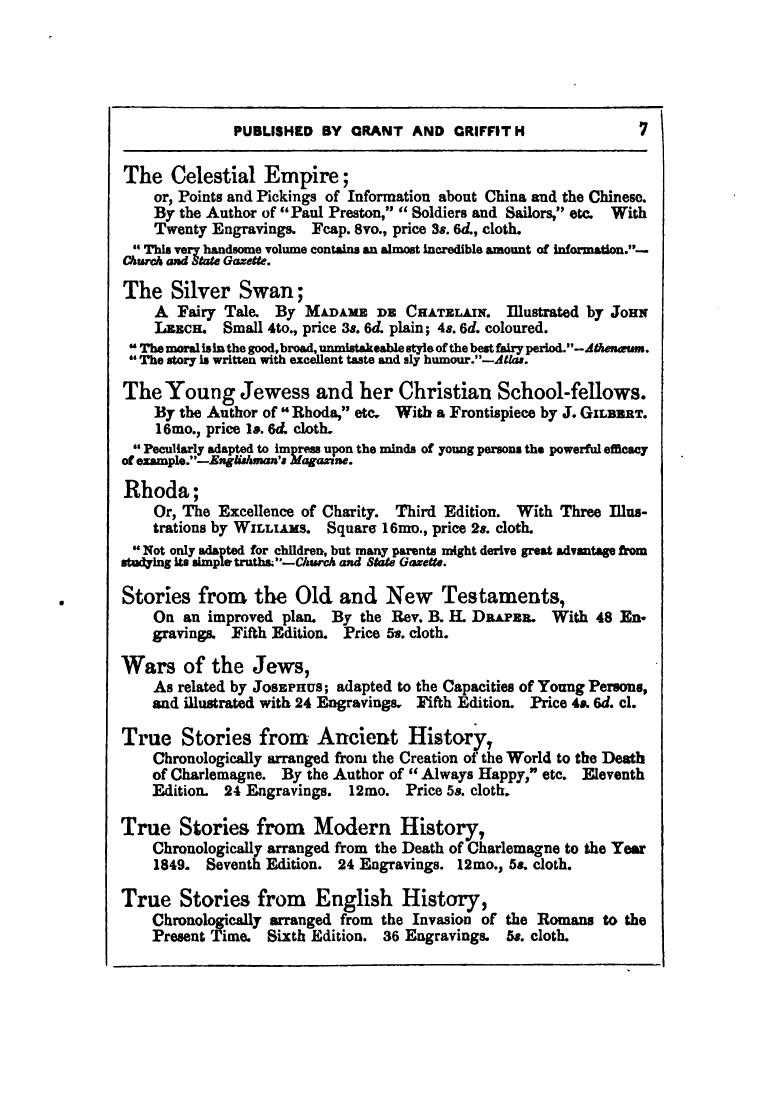 PUBLISHED BY GRANT AND GRIFFITH 7
The Celestial Empire;
or, Points and Pickings of Information about China and the Chinese.
By the Author of "Paul Preston," "Soldiers and Sailors," etc. With
Twenty Engravings. Fcap. 8vo., price 3s. 6d., cloth.
"This very handsome volume contains an almost incredible amount of information."—
Church and State Gazette.
The Silver Swan;
A Fairy Tale. By MADAME DE CHATELAIN. Illustrated by JOHN
LEECH. Small 4to., price 3s. 6d. plain; 4s. 6d. coloured.
"The moral is in the good, broad, unmistakeable style of the best fairy period."—Athenæum.
"The story is written with excellent taste and sly humour."—Atlas.
The Young Jewess and her Christian School-fellows.
By the Author of "Rhoda," etc. With a Frontispiece by J. GILBERT.
16mo., price 1s. 6d. cloth.
"Peculiarly adapted to impress upon the minds of young persons the powerful efficacy
of example."—Englishman's Magazine.
Rhoda;
Or, The Excellence of Charity. Third Edition. With Three Illus-
trations by WILLIAMS. Square 16mo., price 2s. cloth.
"Not only adapted for children, but many parents might derive great advantage from
studying its simple truths."—Church and State Gazette.
Stories from the Old and New Testaments,
On an improved plan. By the Rev. B. H. DRAPER. With 48 En-
gravings. Fifth Edition. Price 5s. cloth.
Wars of the Jews,
As related by JOSEPHUS; adapted to the Capacities of Young Persons,
and illustrated with 24 Engravings. Fifth Edition. Price 4s. 6d. cl.
True Stories from Ancient History,
Chronologically arranged from the Creation of the World to the Death
of Charlemagne. By the Author of "Always Happy," etc. Eleventh
Edition. 24 Engravings. 12mo. Price 5s. cloth.
True Stories from Modern History,
Chronologically arranged from the Death of Charlemagne to the Year
1849. Seventh Edition. 24 Engravings. 12mo., 5s. cloth.
True Stories from English History,
Chronologically arranged from the Invasion of the Romans to the
Present Time. Sixth Edition. 36 Engravings. 5s. cloth.